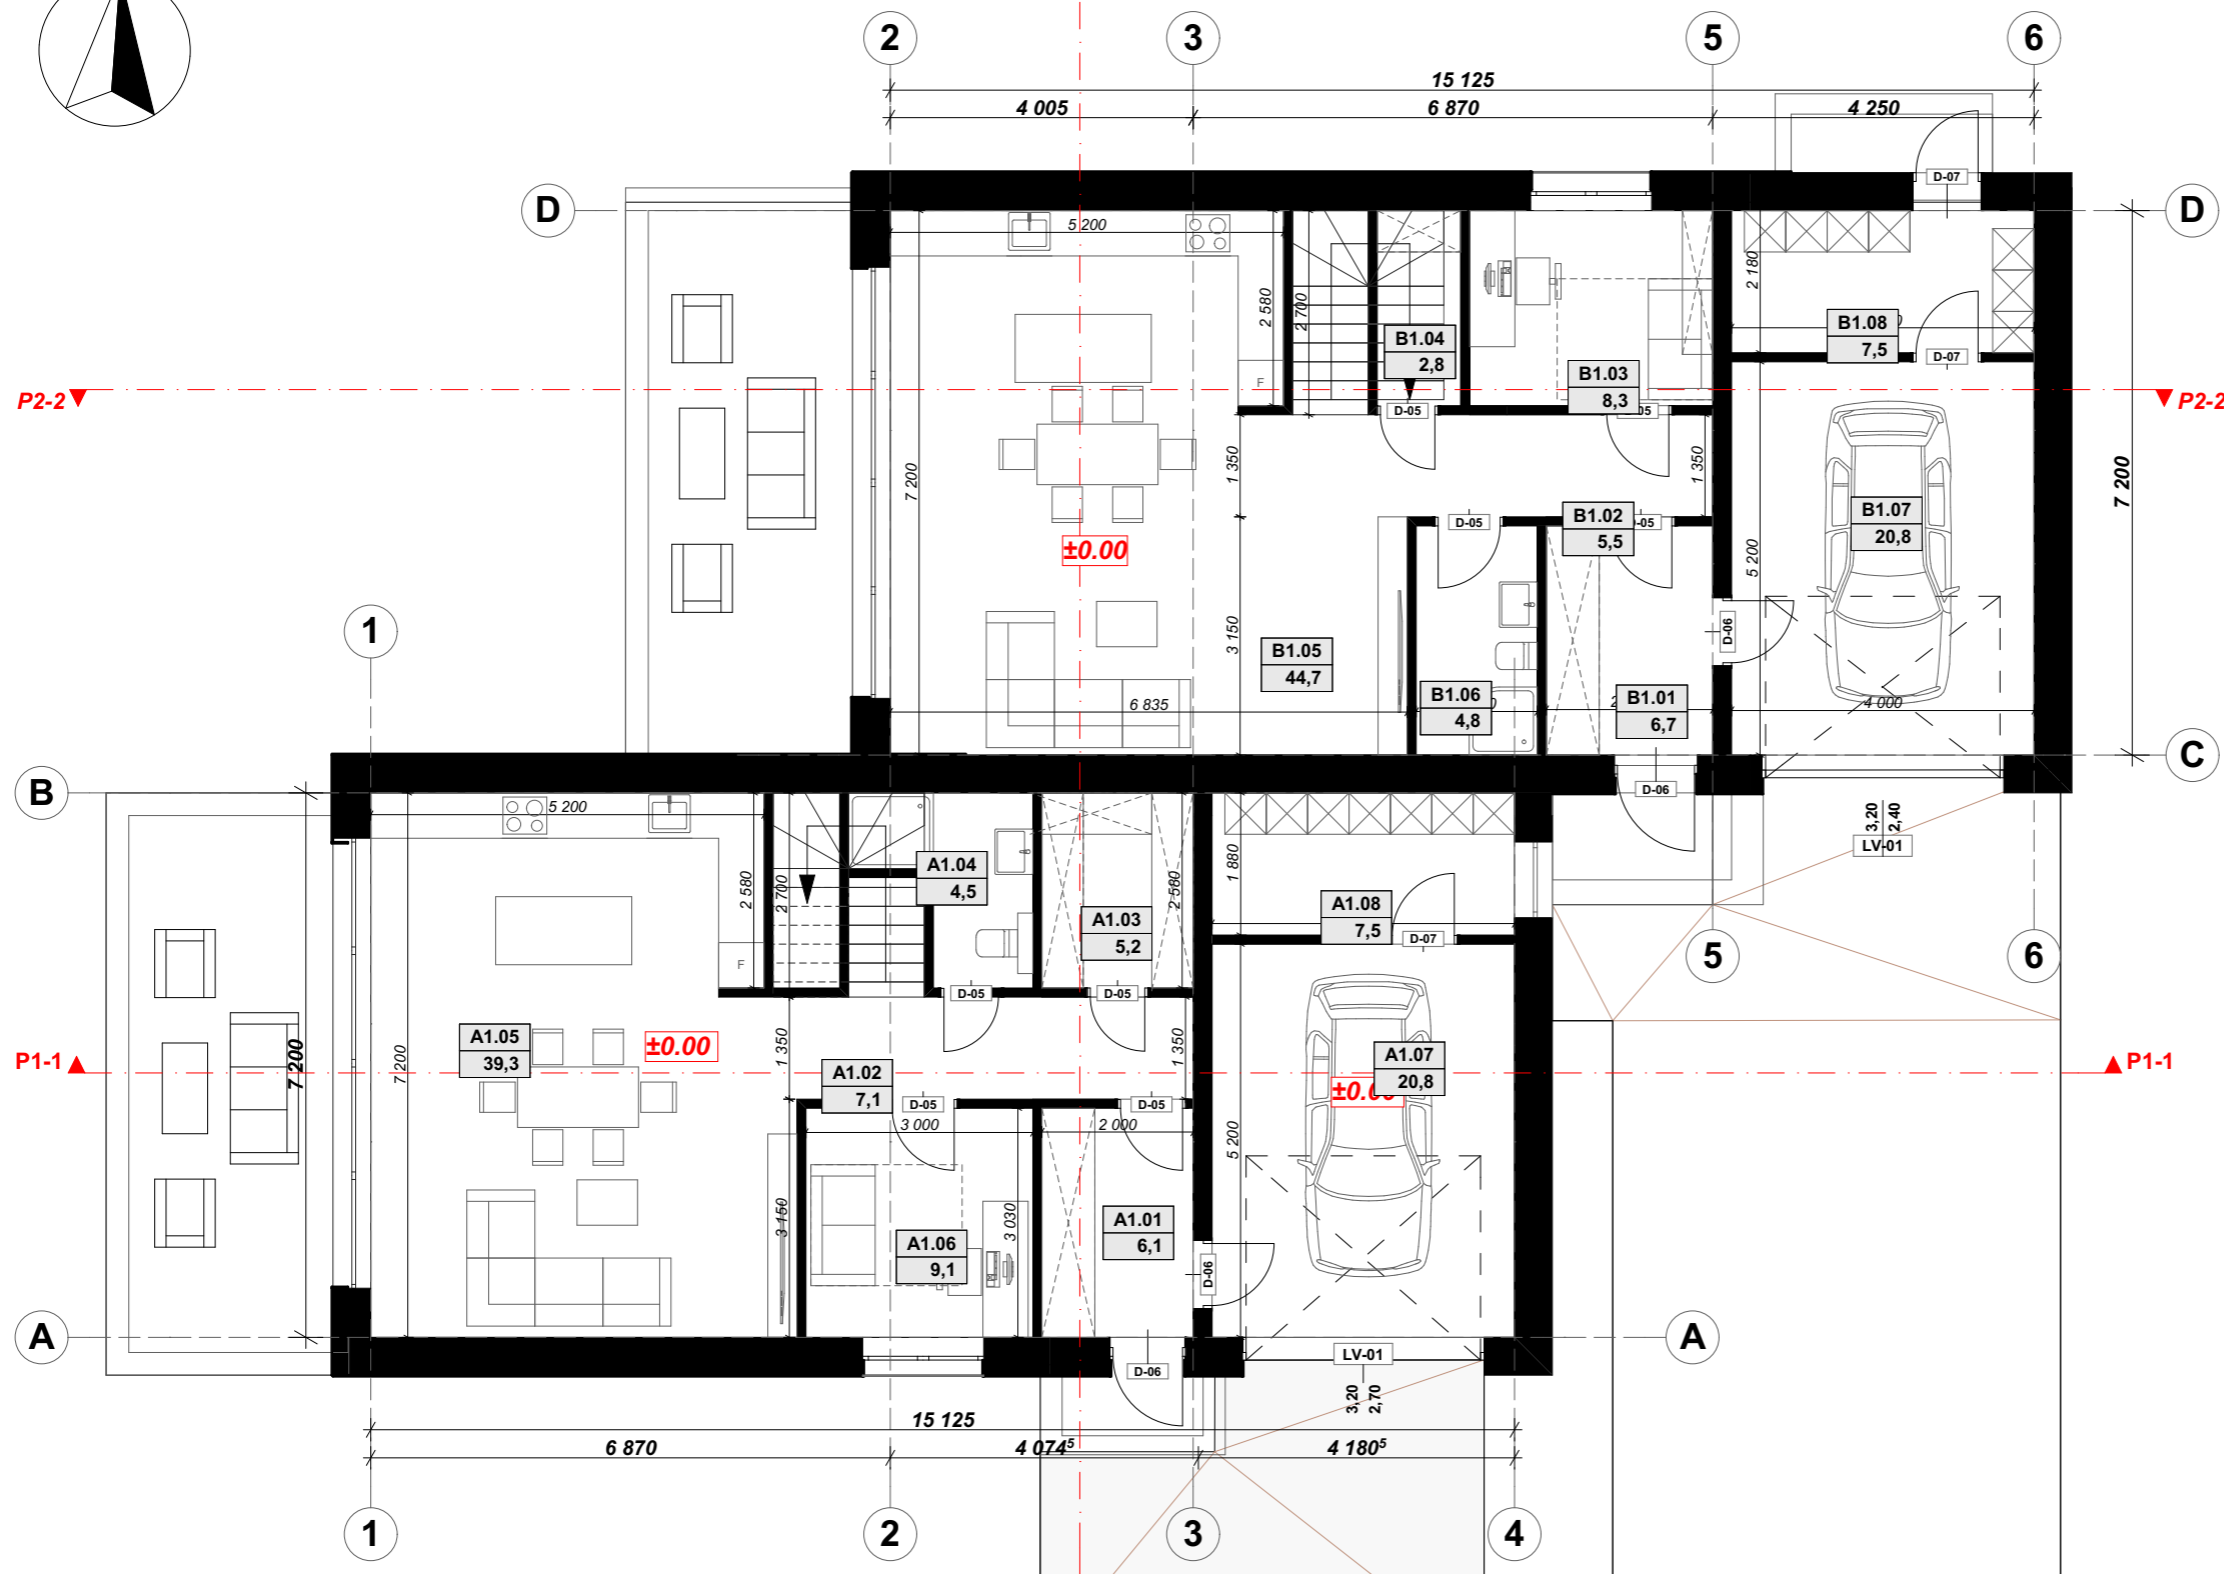 2
3
5
6
15 125
4 005
6 870
4 250
D-07
D
D
5 200
2 180
2 580
2 700
B1.04
2,8
B1.08
7,5
D-07
B1.03
8,3
F
P2-2
P2-2
D-05
7 200
1 350
1 350
7 200
B1.07
20,8
B1.02
5,5
D-05
±0.00
5 200
1
3 150
D-06
B1.05
44,7
B1.06
4,8
B1.01
6,7
6 835
4 000
C
B
D-06
5 200
3,20
2,40
LV-01
1 880
A1.04
4,5
2 580
2 700
2 580
A1.03
5,2
A1.08
7,5
D-07
5
6
F
D-05
D-05
A1.05
39,3
±0.00
1 350
1 350
7 200
7 200
P1-1
P1-1
A1.07
20,8
A1.02
7,1
D-05
D-05
3 000
2 000
5 200
3 150
3 030
A1.01
6,1
A1.06
9,1
D-06
A
A
LV-01
D-06
3,20
2,70
15 125
6 870
4 074⁵
4 180⁵
1
2
3
4